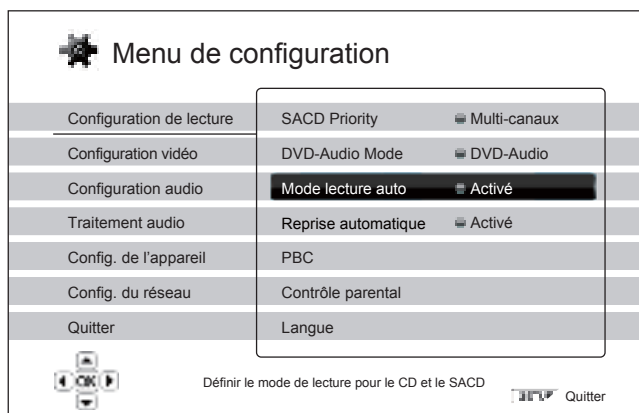 Menu de configuration
Configuration de lecture SACD Priority Multi-canaux
Configuration vidéo DVD-Audio Mode DVD-Audio
Configuration audio Mode lecture auto Activé
Traitement audio Reprise automatique Activé
Config. de l'appareil PBC
Config. du réseau Contrôle parental
Quitter Langue
OK Définir le mode de lecture pour le CD et le SACD
Quitter